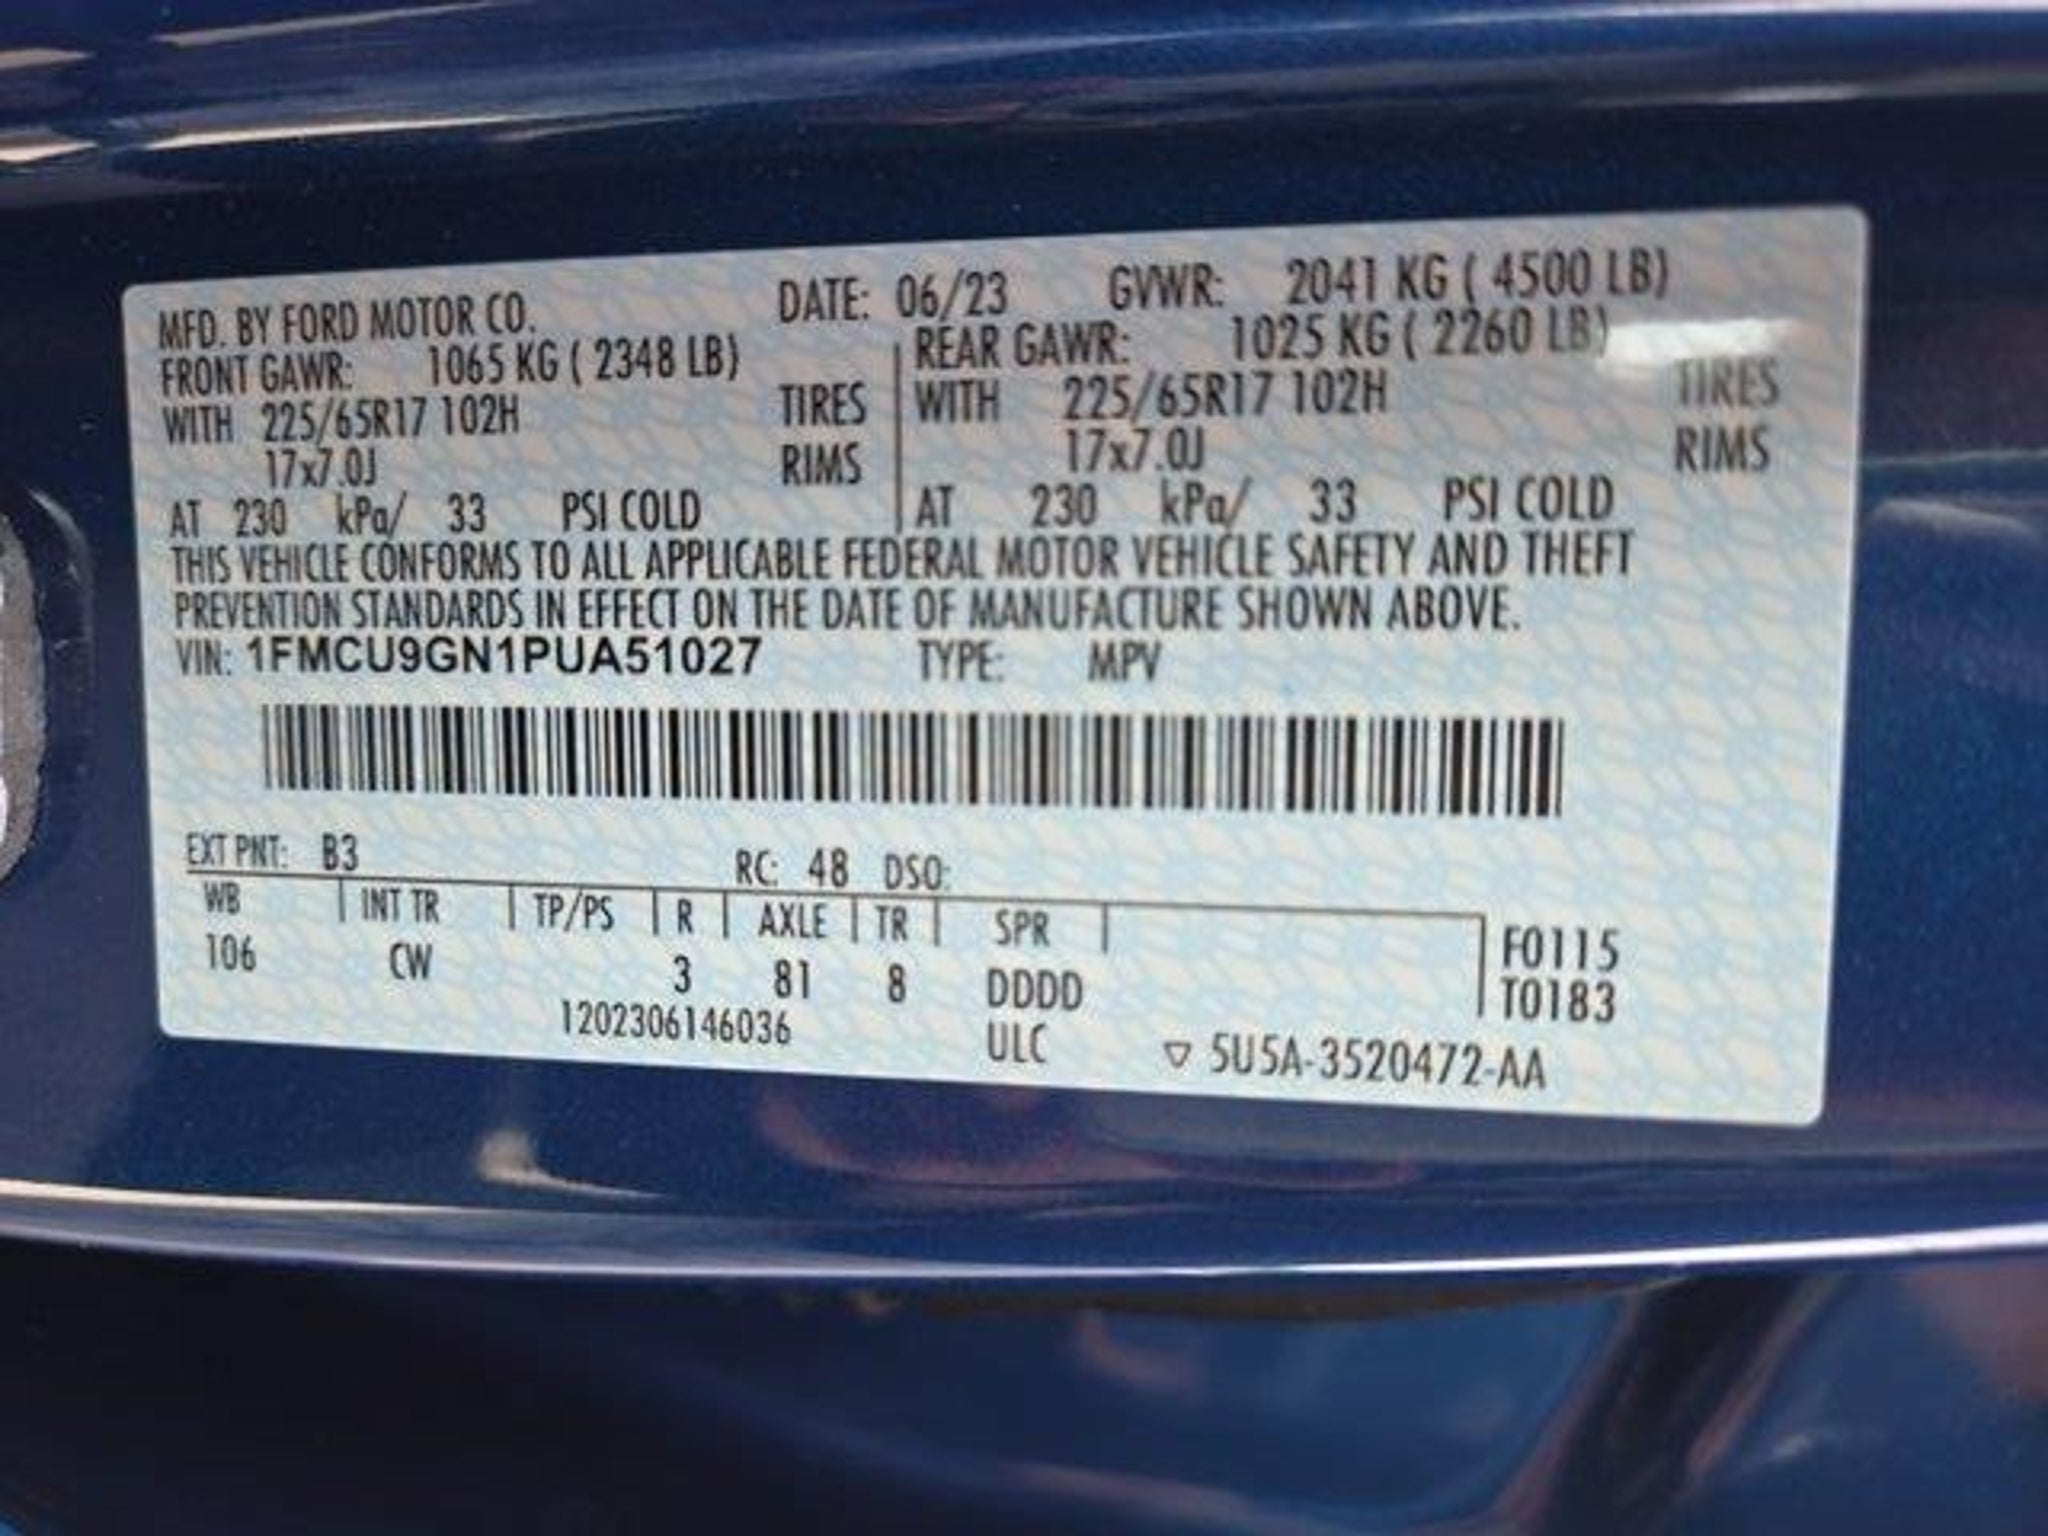 MFD. BY FORD MOTOR CO. DATE: 06/23 GVWR: 2041 KG ( 4500 LB)
FRONT GAWR: 1065 KG ( 2348 LB) REAR GAWR: 1025 KG ( 2260 LB)
WITH 225/65R17 102H TIRES WITH 225/65R17 102H TIRES
17x7.0J RIMS 17x7.0J RIMS
AT 230 kPa/ 33 PSI COLD AT 230 kPa/ 33 PSI COLD
THIS VEHICLE CONFORMS TO ALL APPLICABLE FEDERAL MOTOR VEHICLE SAFETY AND THEFT
PREVENTION STANDARDS IN EFFECT ON THE DATE OF MANUFACTURE SHOWN ABOVE.
VIN: 1FMCU9GN1PUA51027 TYPE: MPV
EXT PNT: B3 RC: 48 DSO:
WB INT TR TP/PS R AXLE TR SPR F0115
106 CW 3 81 8 DDDD T0183
1202306146036 ULC ▽ 5U5A-3520472-AA